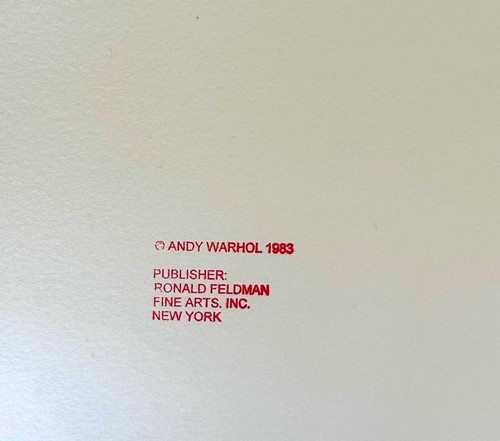 © ANDY WARHOL 1983
PUBLISHER:
RONALD FELDMAN
FINE ARTS. INC.
NEW YORK